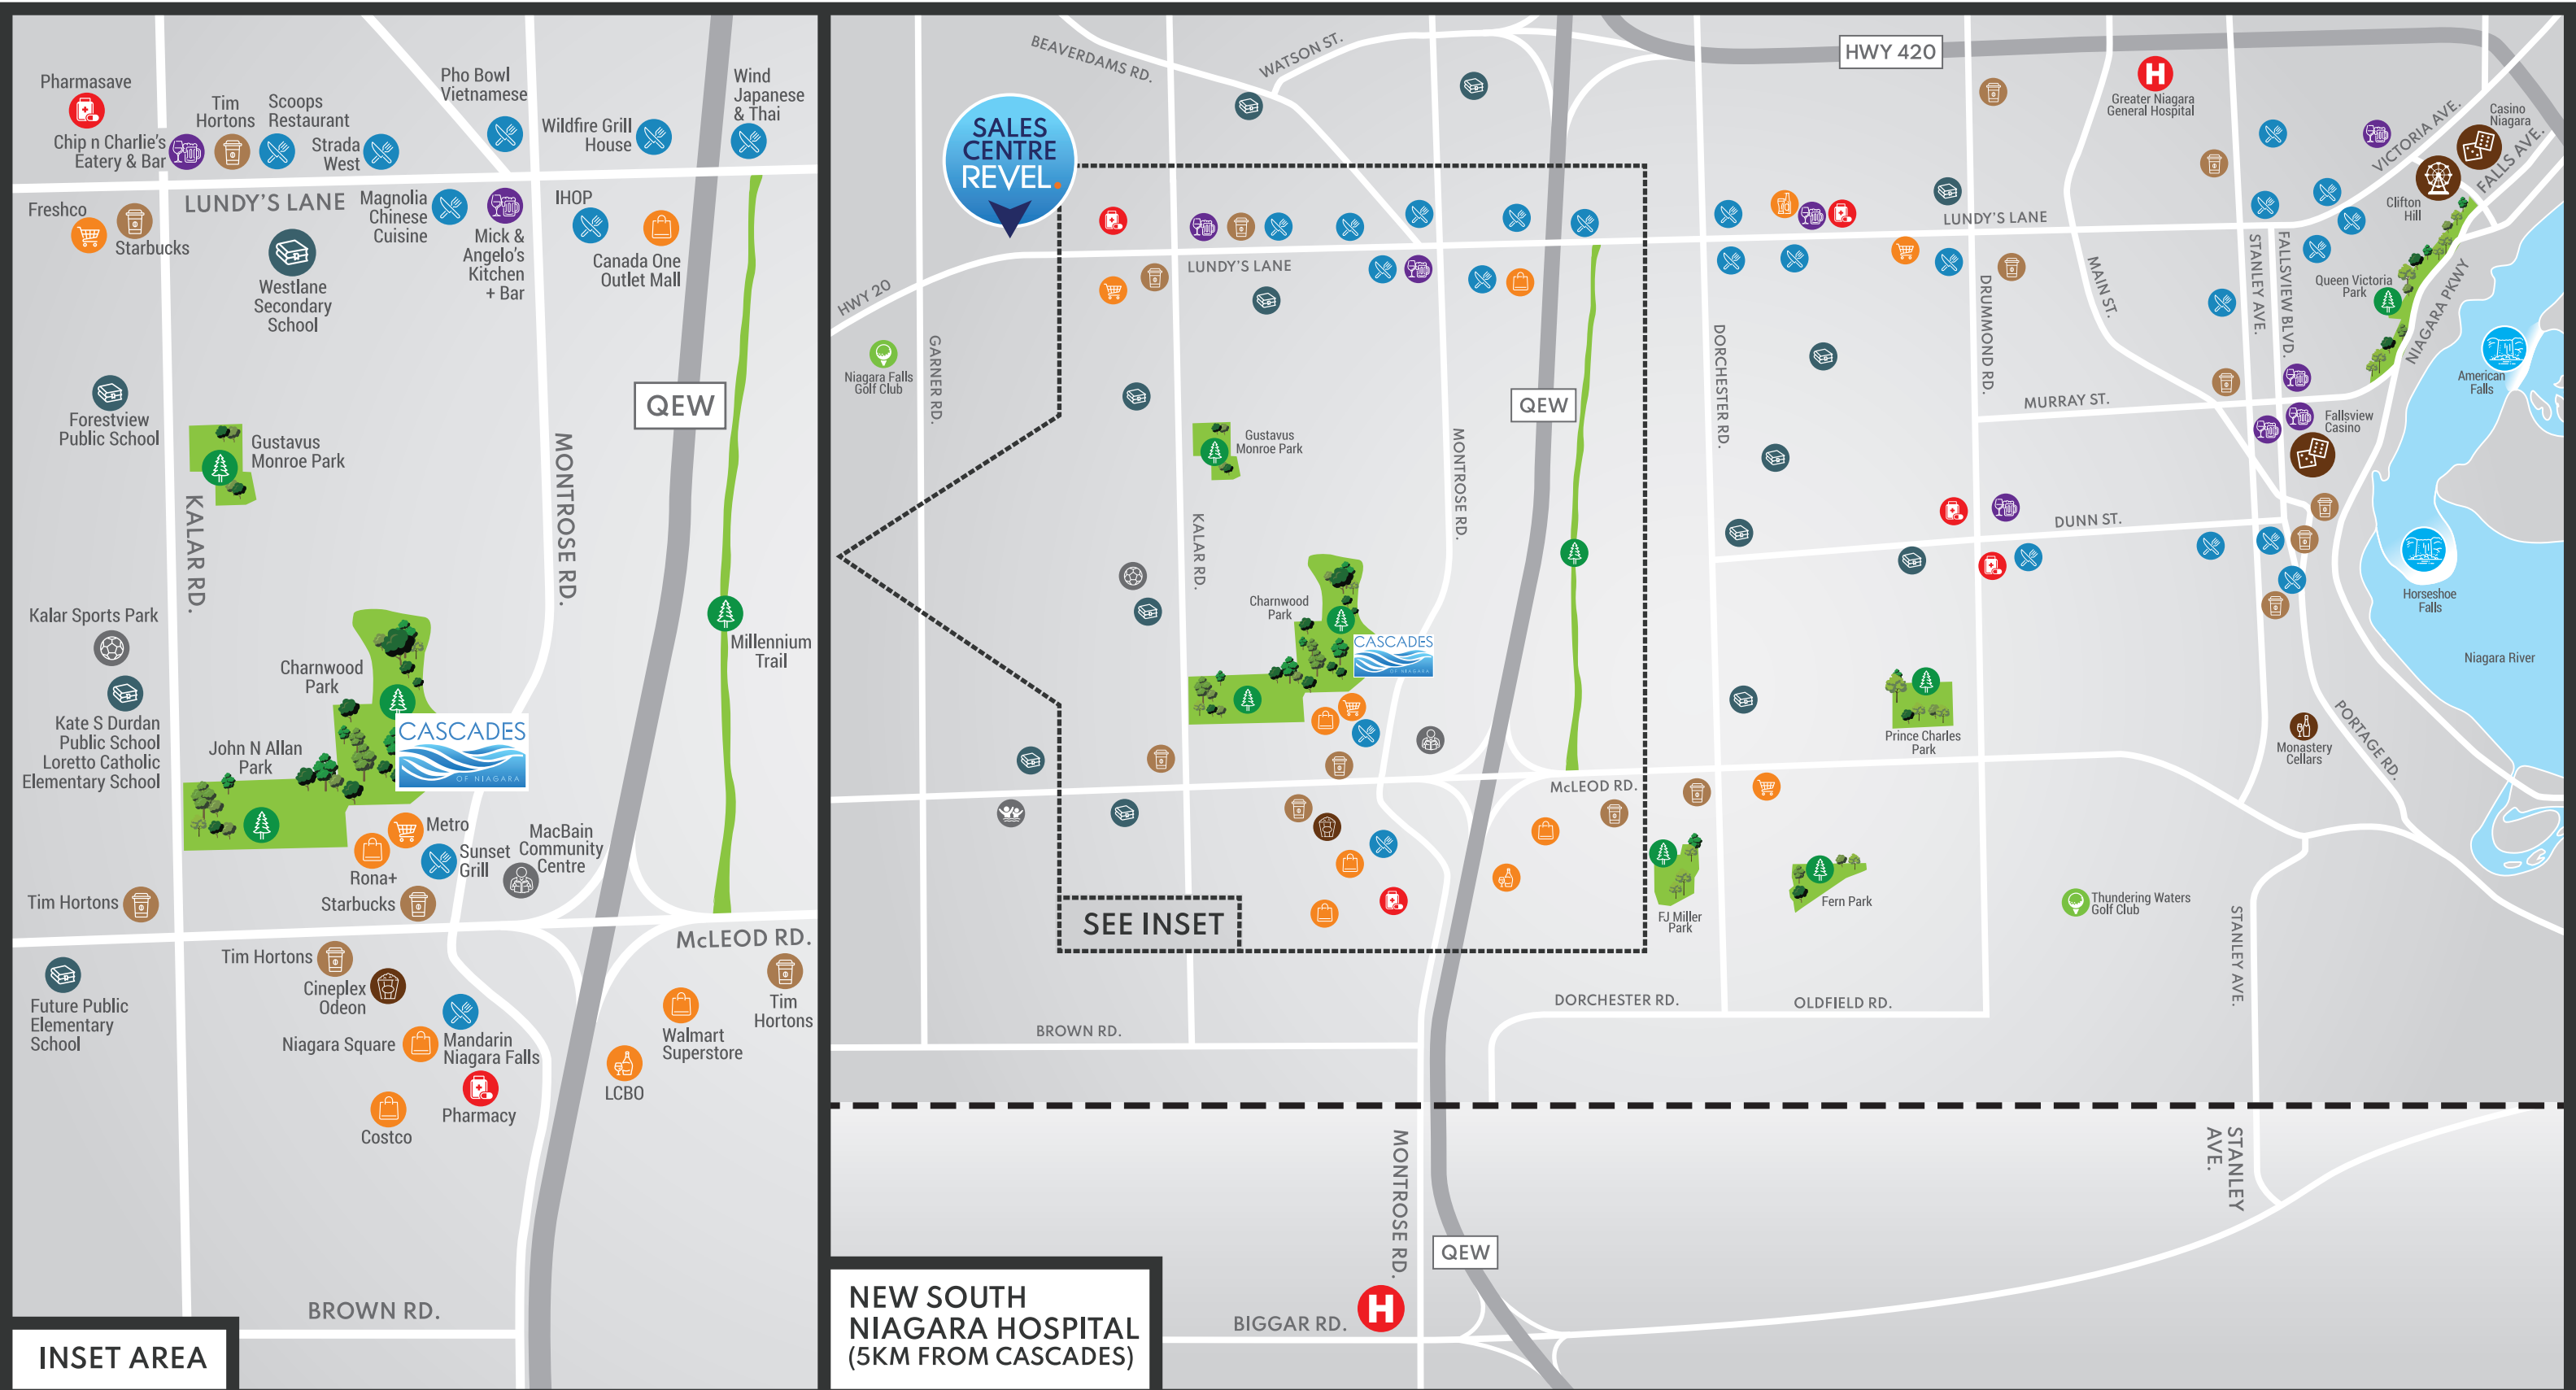 Pharmasave
Chip n Charlie's
Eatery & Bar
Tim
Hortons
Scoops
Restaurant
Strada
West
Pho Bowl
Vietnamese
Wildfire Grill
House
Wind
Japanese
& Thai
LUNDY'S LANE
Freshco
Starbucks
Westlane
Secondary
School
Magnolia
Chinese
Cuisine
Mick &
Angelo's
Kitchen
+ Bar
IHOP
Canada One
Outlet Mall
Forestview
Public School
Gustavus
Monroe Park
QEW
KALAR RD.
MONTROSE RD.
Kalar Sports Park
Kate S Durdan
Public School
Loretto Catholic
Elementary School
Charnwood
Park
John N Allan
Park
CASCADES
OF NIAGARA
Millennium
Trail
Metro
Rona+
Sunset
Grill
MacBain
Community
Centre
Tim Hortons
Starbucks
McLEOD RD.
Tim Hortons
Cineplex
Odeon
Future Public
Elementary
School
Niagara Square
Mandarin
Niagara Falls
Pharmacy
Costco
Walmart
Superstore
Tim
Hortons
LCBO
BROWN RD.
INSET AREA
BEAVERDAMS RD.
WATSON ST.
HWY 420
H
Greater Niagara
General Hospital
SALES
CENTRE
REVEL.
VICTORIA AVE.
Casino
Niagara
FALLS AVE.
Clifton
Hill
LUNDY'S LANE
LUNDY'S LANE
HWY 20
Niagara Falls
Golf Club
GARNER RD.
Gustavus
Monroe Park
KALAR RD.
MONTROSE RD.
QEW
DORCHESTER RD.
DRUMMOND RD.
MAIN ST.
STANLEY AVE.
FALLSVIEW BLVD.
Queen Victoria
Park
NIAGARA PKWY
American
Falls
MURRAY ST.
Fallsview
Casino
DUNN ST.
Horseshoe
Falls
Niagara River
Charnwood
Park
CASCADES
OF NIAGARA
Prince Charles
Park
Monastery
Cellars
PORTAGE RD.
McLEOD RD.
FJ Miller
Park
Fern Park
Thundering Waters
Golf Club
STANLEY AVE.
SEE INSET
DORCHESTER RD.
OLDFIELD RD.
BROWN RD.
MONTROSE RD.
STANLEY
AVE.
QEW
NEW SOUTH
NIAGARA HOSPITAL
(5KM FROM CASCADES)
BIGGAR RD.
H